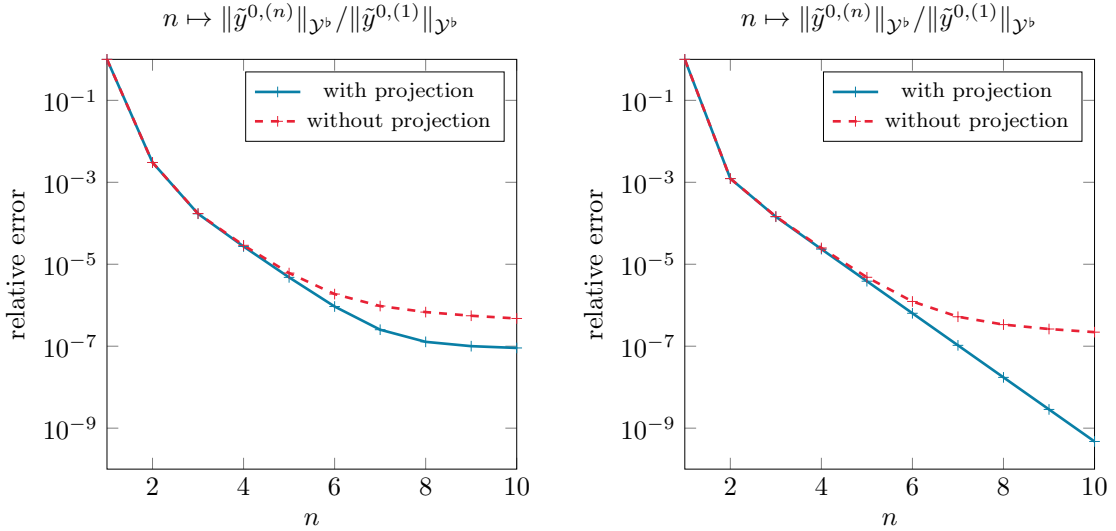 n ↦ ‖ỹ^{0,(n)}‖_{𝒴^♭}/‖ỹ^{0,(1)}‖_{𝒴^♭}
with projection
without projection
10^{−1}
10^{−3}
10^{−5}
10^{−7}
10^{−9}
relative error
2
4
6
8
10
n
n ↦ ‖ỹ^{0,(n)}‖_{𝒴^♭}/‖ỹ^{0,(1)}‖_{𝒴^♭}
with projection
without projection
10^{−1}
10^{−3}
10^{−5}
10^{−7}
10^{−9}
relative error
2
4
6
8
10
n